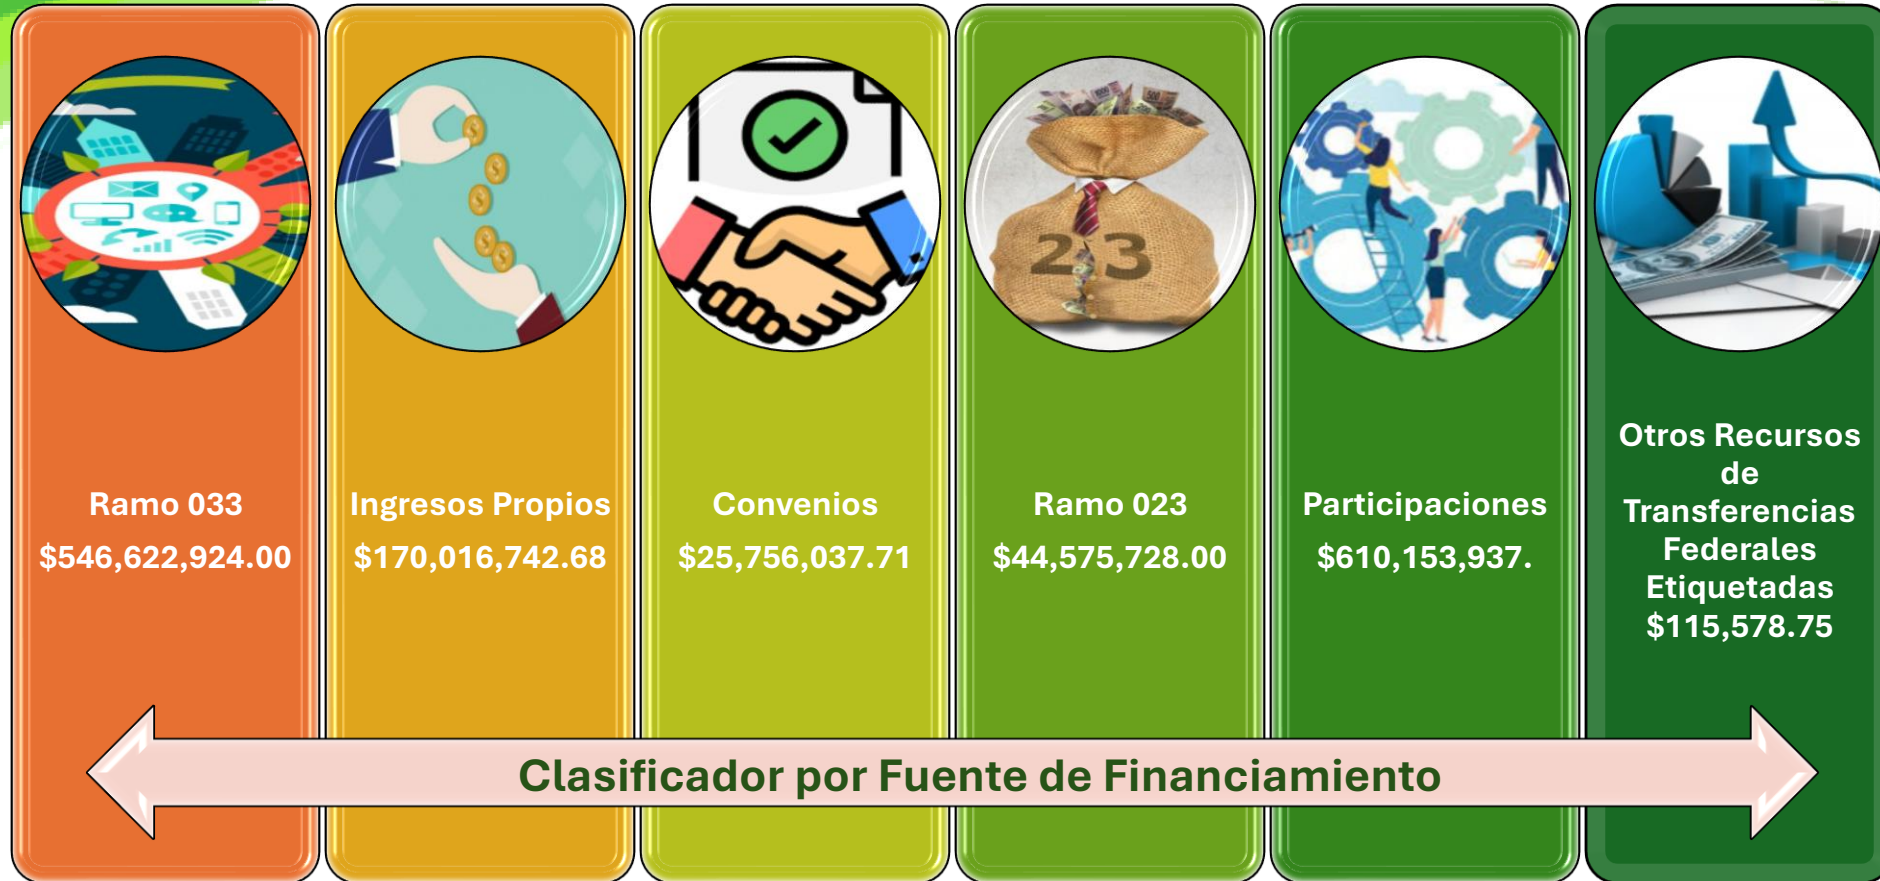 23
Ramo 033
$546,622,924.00
Ingresos Propios
$170,016,742.68
Convenios
$25,756,037.71
Ramo 023
$44,575,728.00
Participaciones
$610,153,937.
Otros Recursos
de
Transferencias
Federales
Etiquetadas
$115,578.75
Clasificador por Fuente de Financiamiento